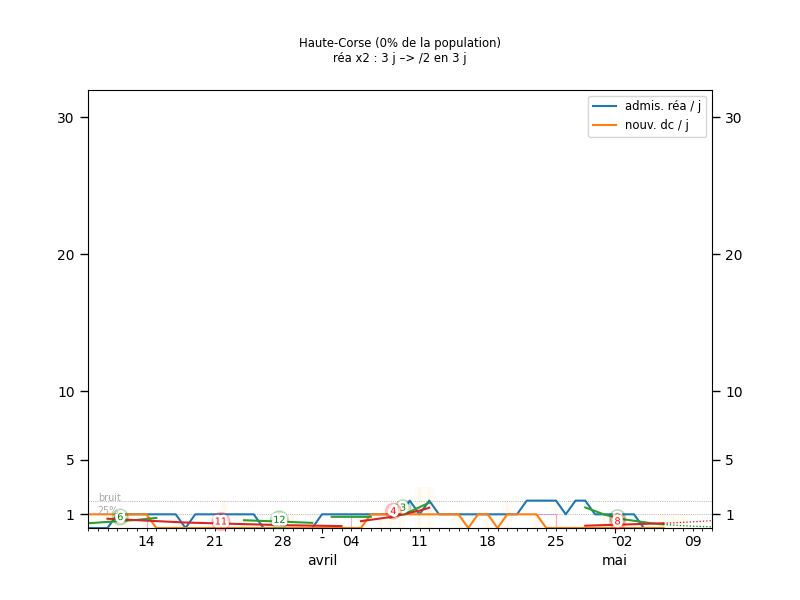 Haute-Corse (0% de la population)
réa x2 : 3 j –> /2 en 3 j
admis. réa / j
nouv. dc / j
30 30
20 20
10 10
5 5
bruit
25%
1 1
6 11 12 4 3 8
14 21 28 04 11 18 25 02 09
avril mai